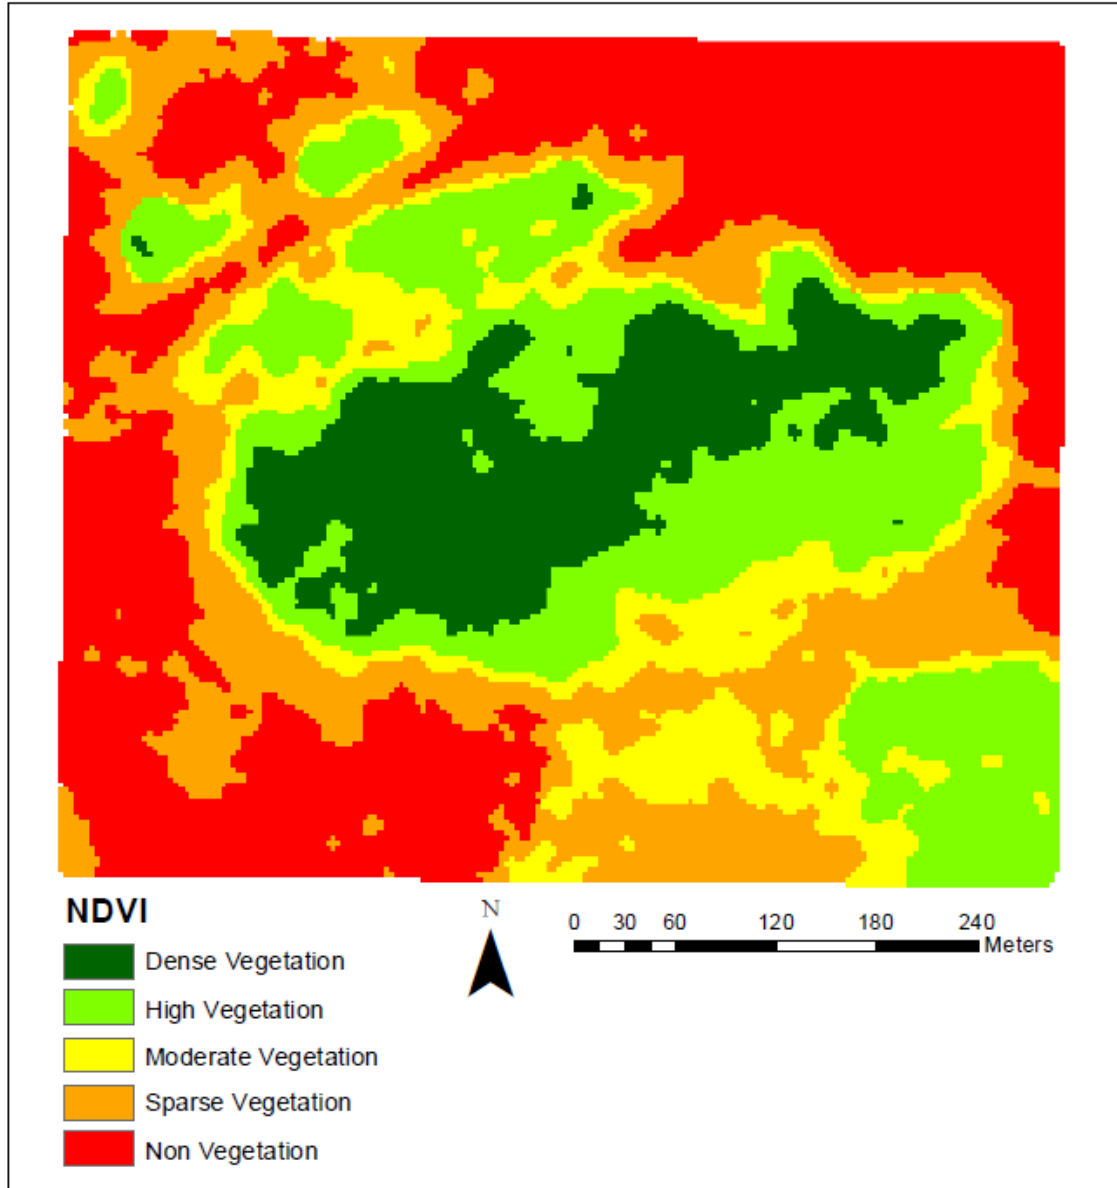 NDVI
Dense Vegetation
High Vegetation
Moderate Vegetation
Sparse Vegetation
Non Vegetation
N
0 30 60 120 180 240
Meters